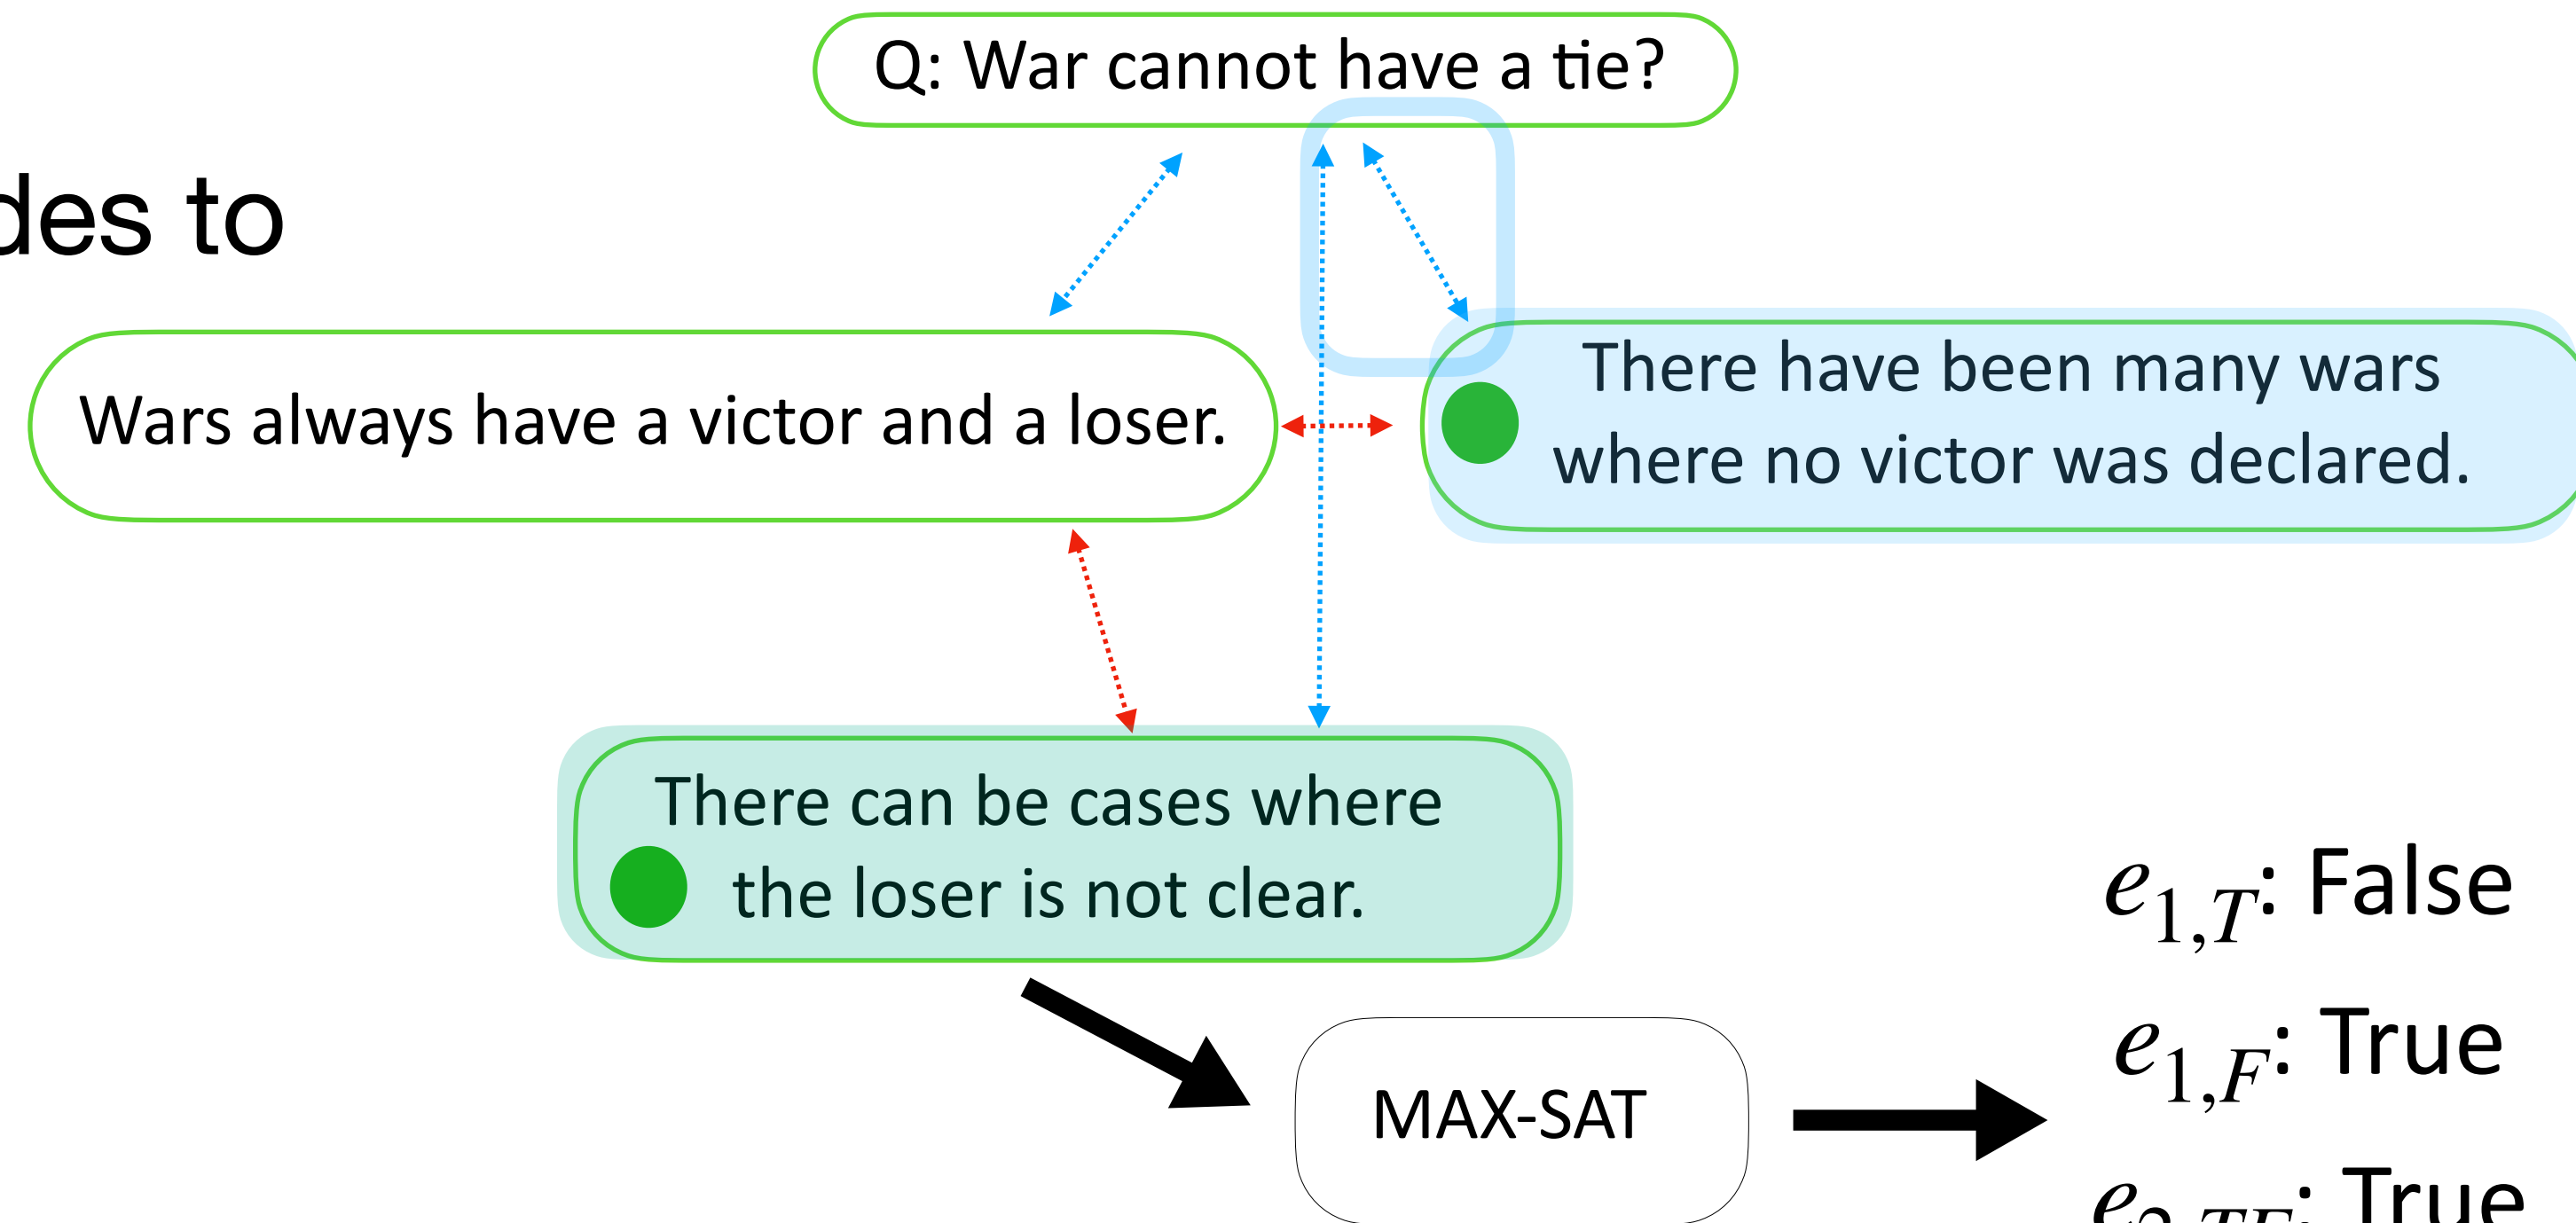 Q: War cannot have a tie?
des to
Wars always have a victor and a loser.
There have been many wars
where no victor was declared.
There can be cases where
the loser is not clear.
MAX-SAT
e1,T: False
e1,F: True
e2,TF: True